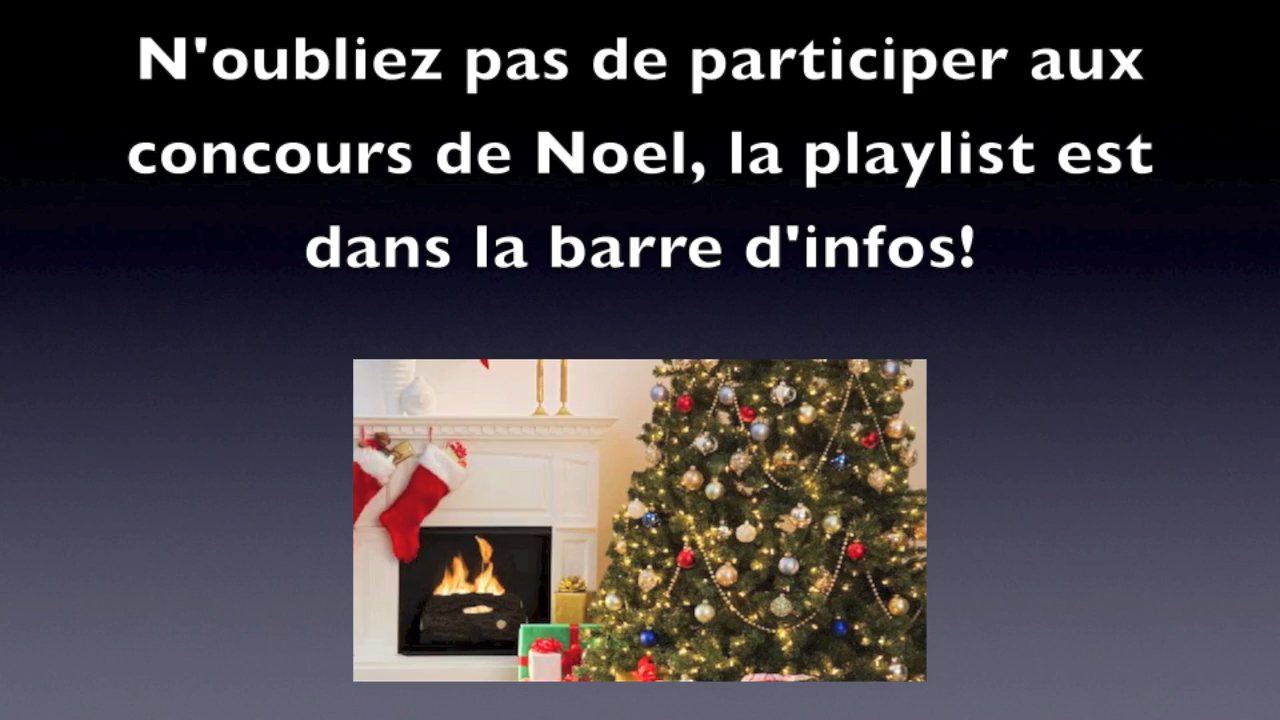 N'oubliez pas de participer aux
concours de Noel, la playlist est
dans la barre d'infos!